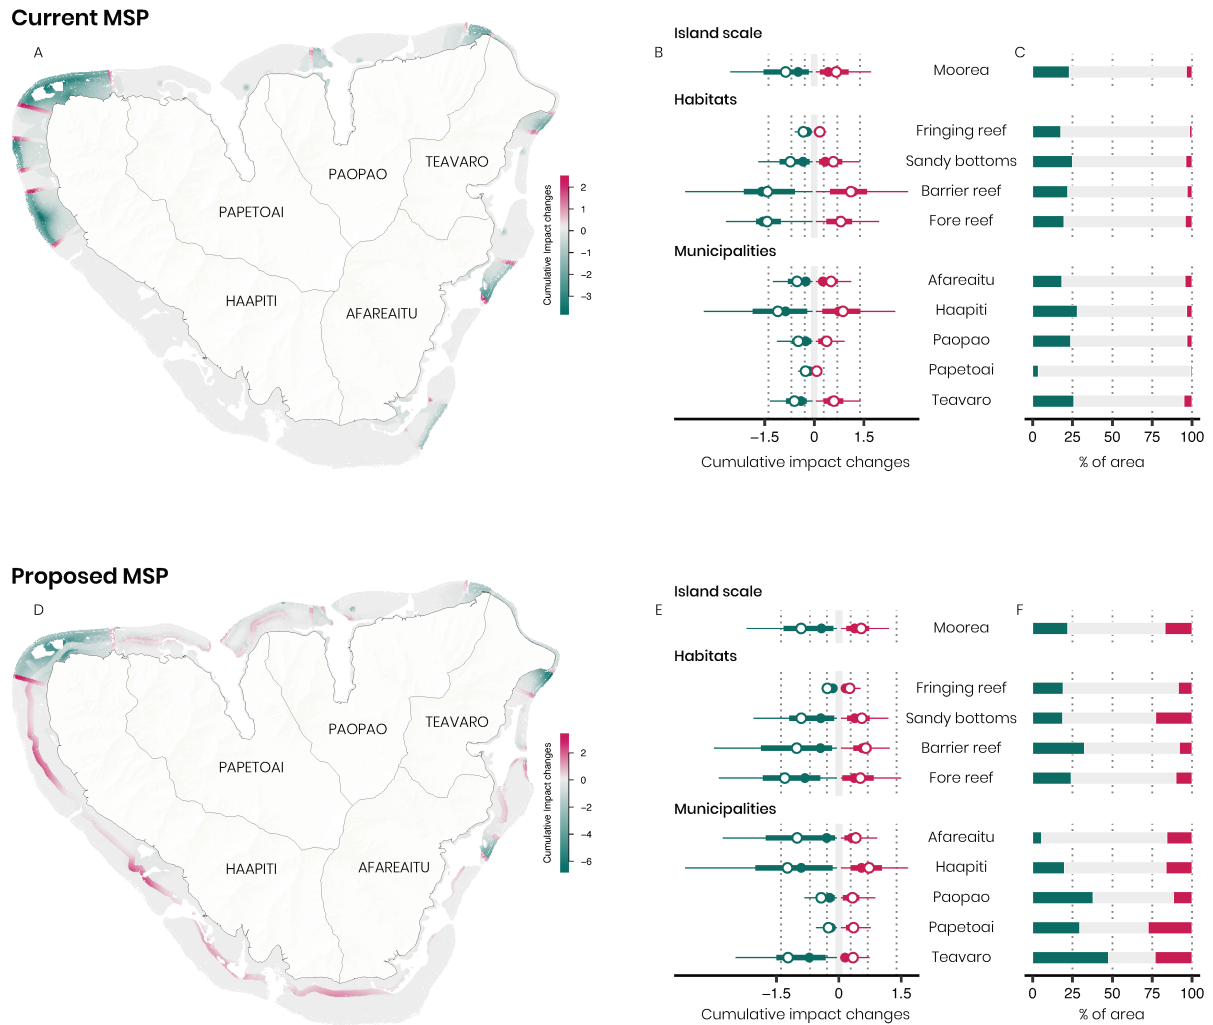 Current MSP
A
PAPETOAI
PAOPAO
TEAVARO
HAAPITI
AFAREAITU
Cumulative Impact changes
2
1
0
−1
−2
−3
B
C
Island scale
Moorea
Habitats
Fringing reef
Sandy bottoms
Barrier reef
Fore reef
Municipalities
Afareaitu
Haapiti
Paopao
Papetoai
Teavaro
−1.5 0 1.5
0 25 50 75 100
Cumulative impact changes
% of area
Proposed MSP
D
PAPETOAI
PAOPAO
TEAVARO
HAAPITI
AFAREAITU
Cumulative Impact changes
2
0
−2
−4
−6
E
F
Island scale
Moorea
Habitats
Fringing reef
Sandy bottoms
Barrier reef
Fore reef
Municipalities
Afareaitu
Haapiti
Paopao
Papetoai
Teavaro
−1.5 0 1.5
0 25 50 75 100
Cumulative impact changes
% of area